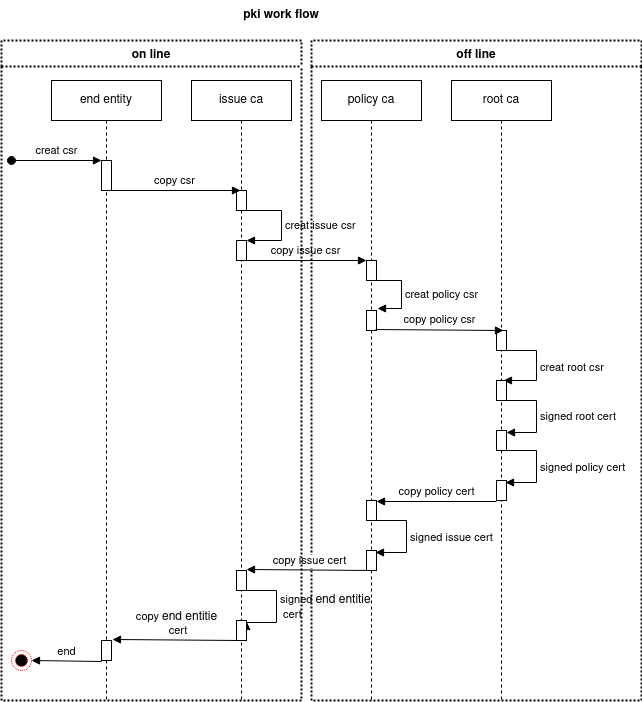 pki work flow
on line
off line
end entity
issue ca
policy ca
root ca
creat csr
copy csr
creat issue csr
copy issue csr
creat policy csr
copy policy csr
creat root csr
signed root cert
signed policy cert
copy policy cert
signed issue cert
copy issue cert
signed end entitie
cert
copy end entitie
cert
end